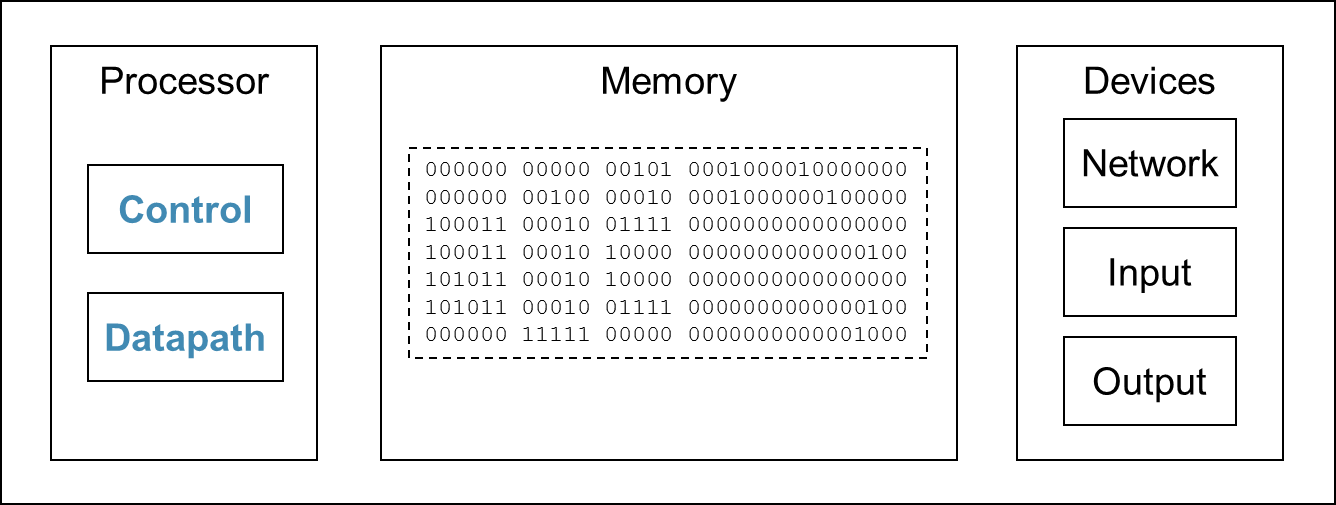 Processor
Control
Datapath
Memory
000000 00000 00101 0001000010000000
000000 00100 00010 0001000000100000
100011 00010 01111 0000000000000000
100011 00010 10000 0000000000000100
101011 00010 10000 0000000000000000
101011 00010 01111 0000000000000100
000000 11111 00000 0000000000001000
Devices
Network
Input
Output